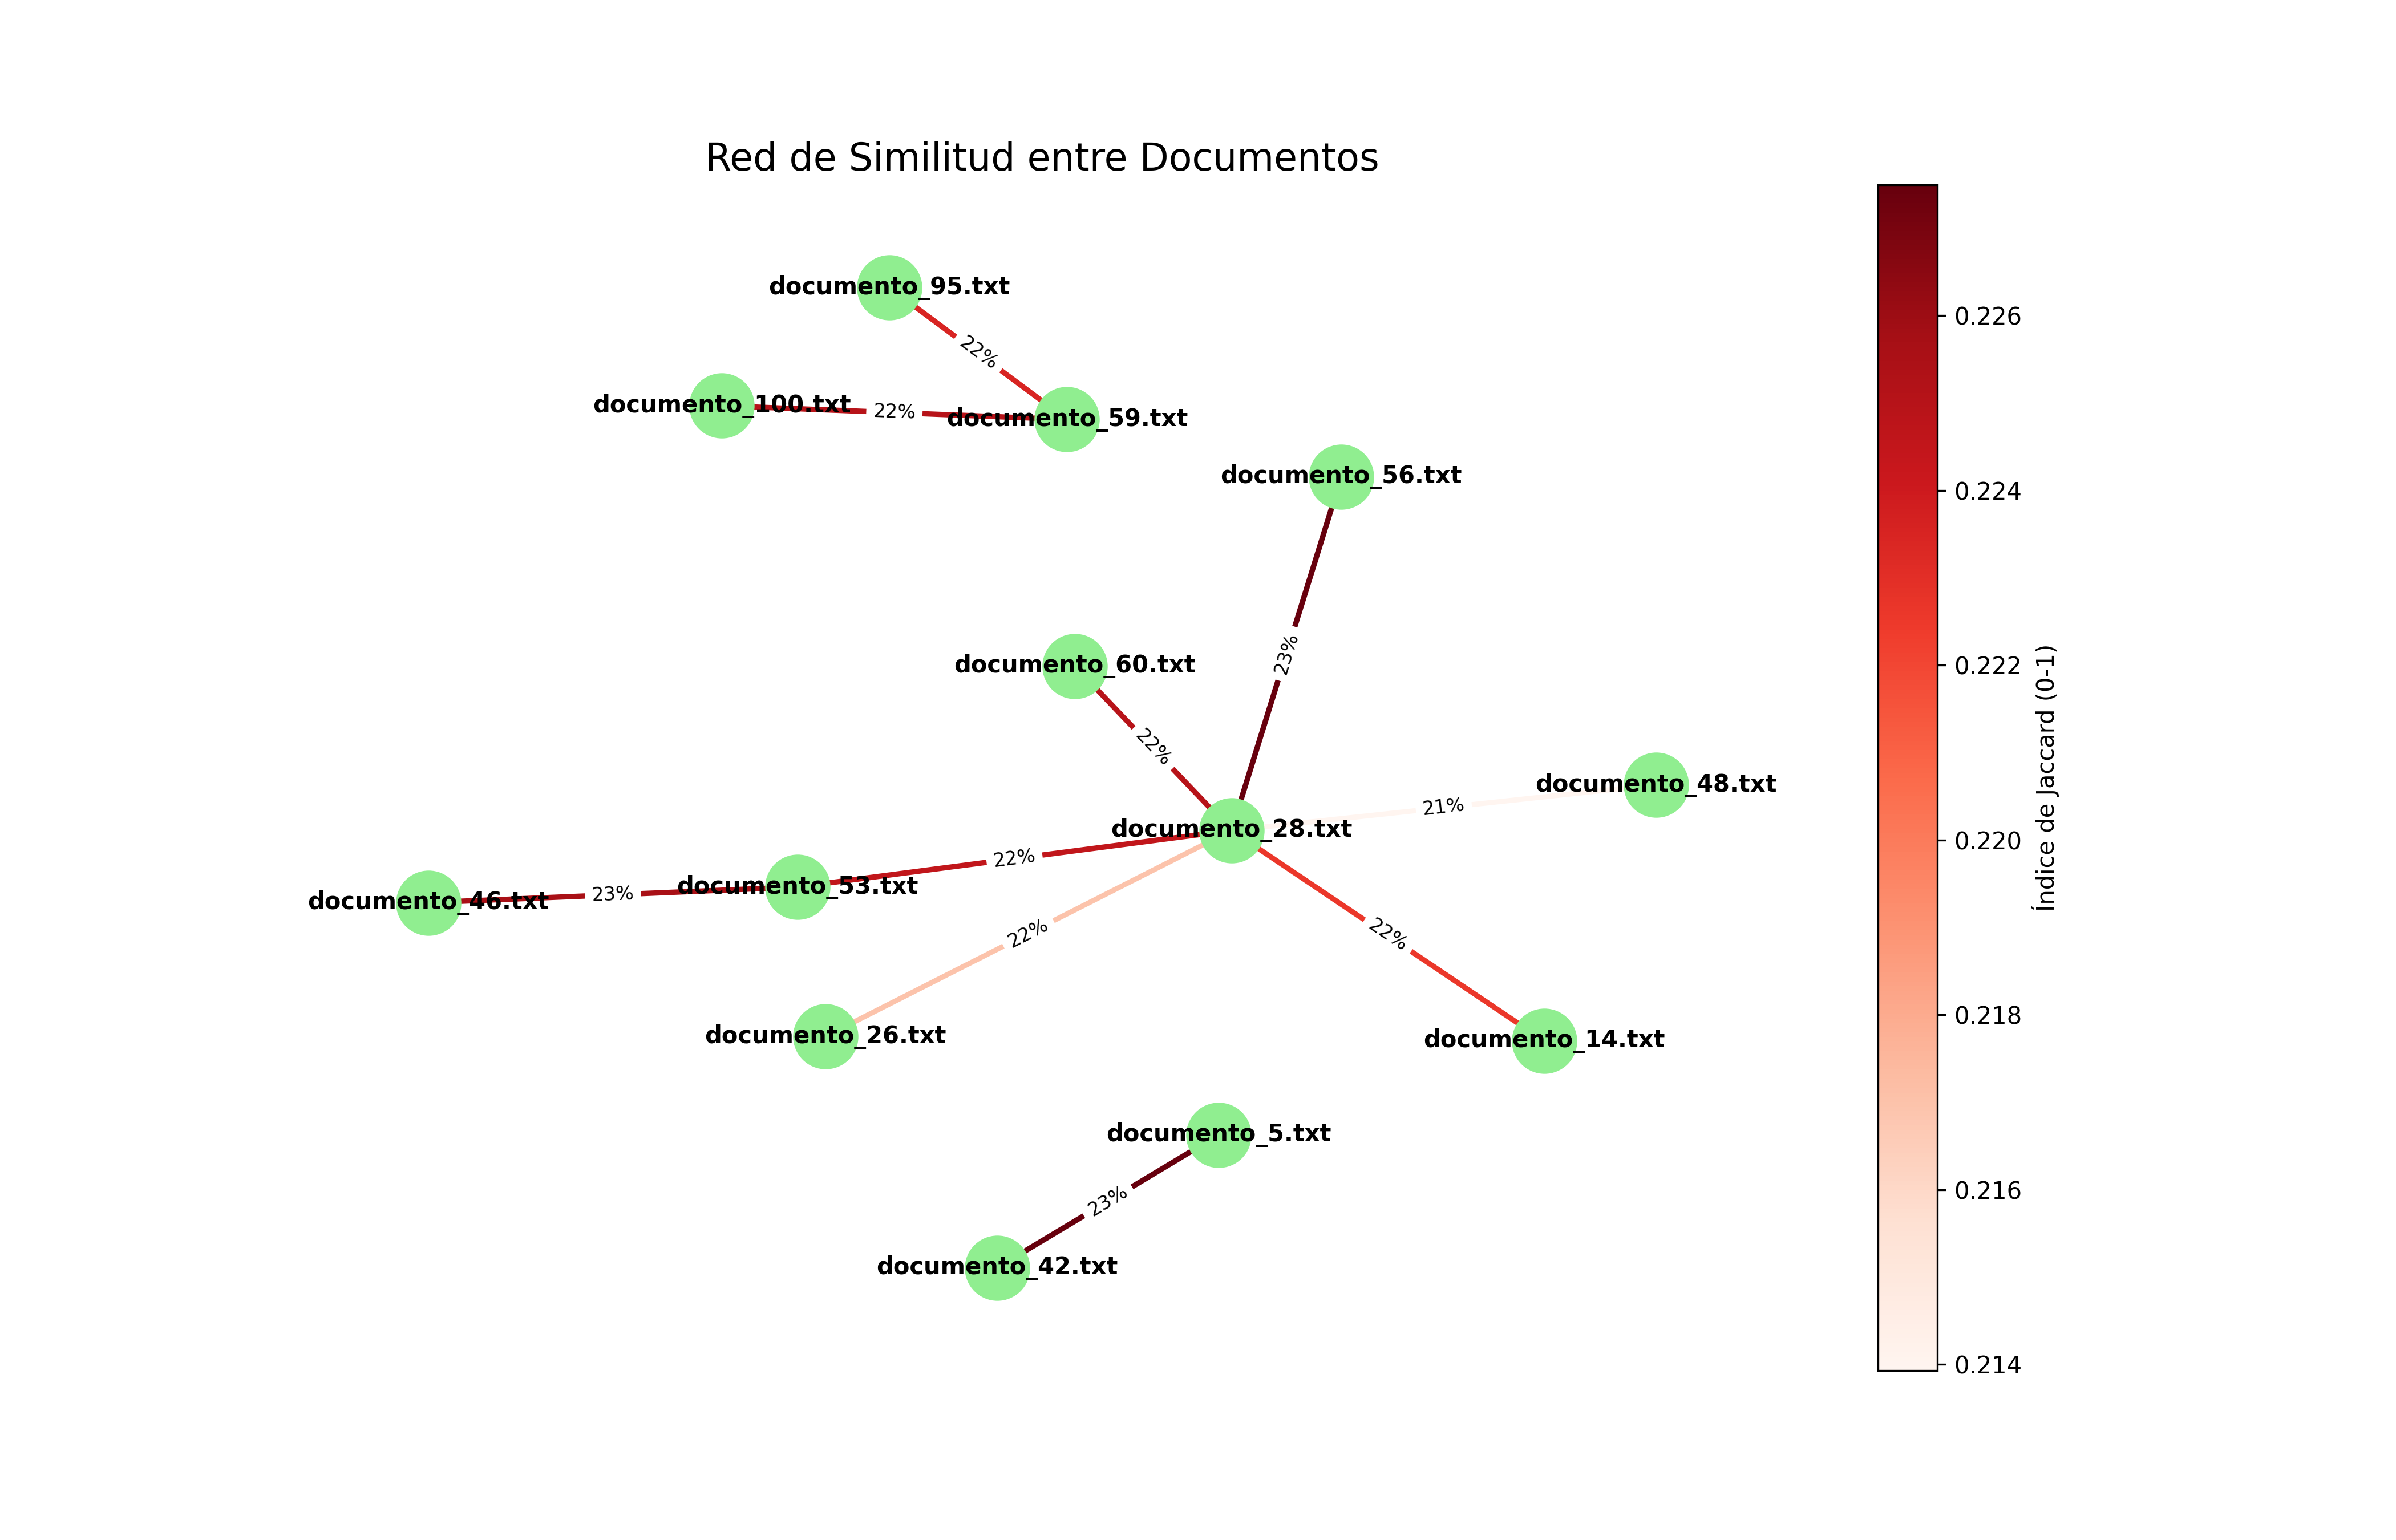 Red de Similitud entre Documentos
documento_95.txt
22%
documento_100.txt
22%
documento_59.txt
documento_56.txt
23%
documento_60.txt
22%
documento_48.txt
21%
documento_28.txt
22%
documento_53.txt
23%
documento_46.txt
22%
22%
documento_26.txt
documento_14.txt
documento_5.txt
23%
documento_42.txt
0.226
0.224
0.222
0.220
0.218
0.216
0.214
Índice de Jaccard (0-1)